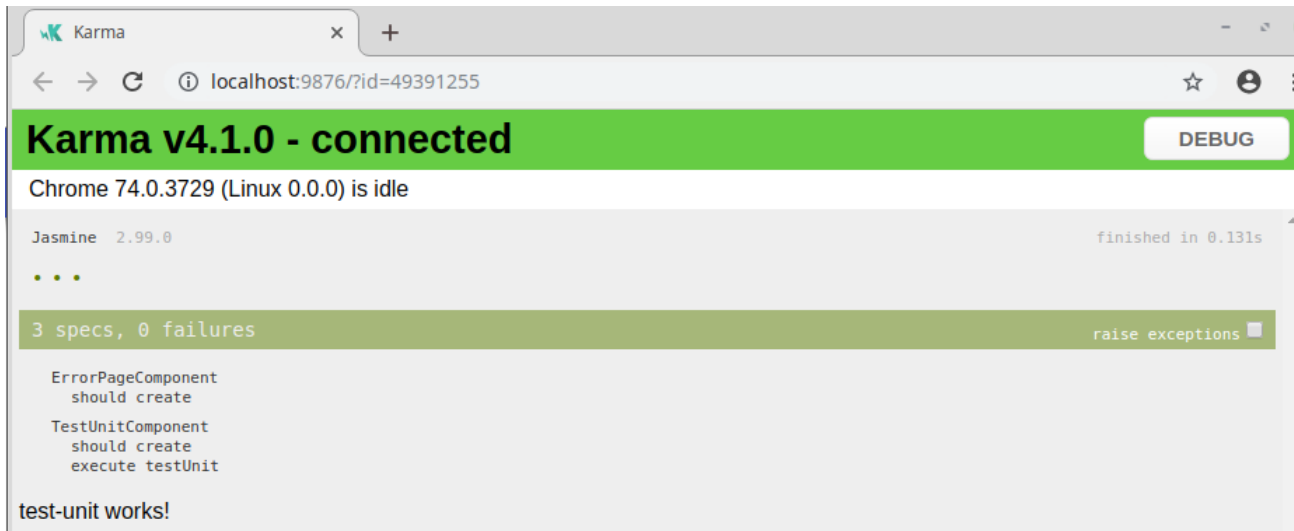 Karma
localhost:9876/?id=49391255
Karma v4.1.0 - connected
DEBUG
Chrome 74.0.3729 (Linux 0.0.0) is idle
Jasmine 2.99.0
finished in 0.131s
3 specs, 0 failures
raise exceptions
ErrorPageComponent
should create
TestUnitComponent
should create
execute testUnit
test-unit works!